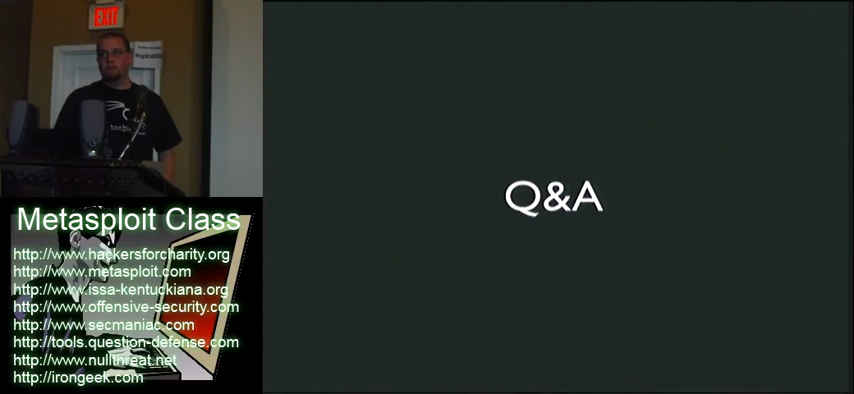 EXIT
Metasploit Class
http://www.hackersforcharity.org
http://www.metasploit.com
http://www.issa-kentuckiana.org
http://www.offensive-security.com
http://www.secmaniac.com
http://tools.question-defense.com
http://www.nullthreat.net
http://irongeek.com
Q&A